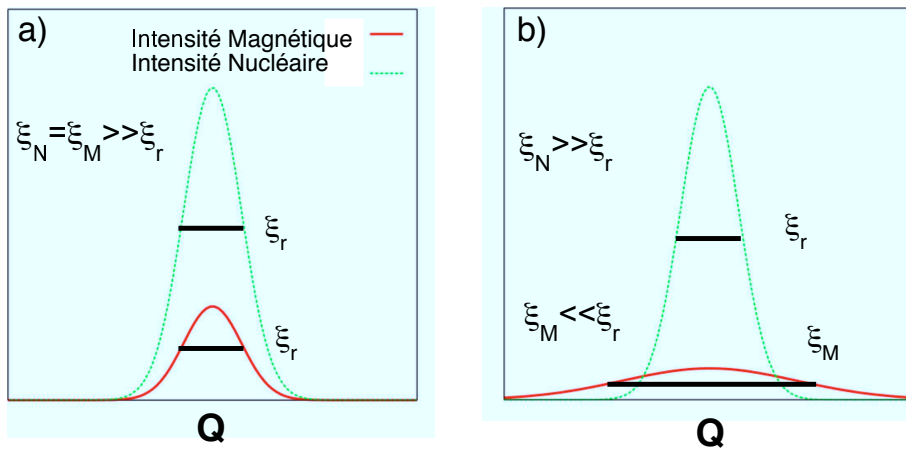 a)
Intensité Magnétique
Intensité Nucléaire
ξN=ξM>>ξr
ξr
ξr
Q
b)
ξN>>ξr
ξr
ξM<<ξr
ξM
Q